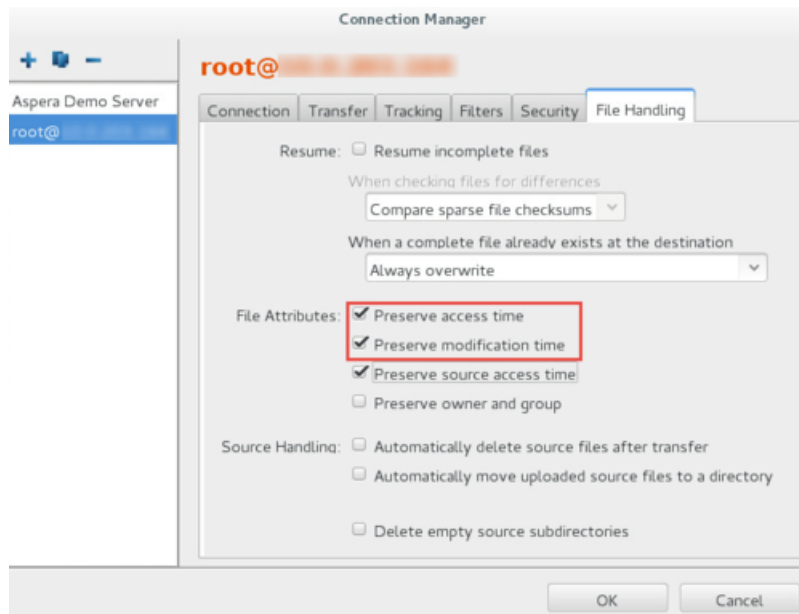 Connection Manager
Aspera Demo Server
root@
root@
Connection Transfer Tracking Filters Security File Handling
Resume: Resume incomplete files
When checking files for differences
Compare sparse file checksums
When a complete file already exists at the destination
Always overwrite
File Attributes: Preserve access time
Preserve modification time
Preserve source access time
Preserve owner and group
Source Handling: Automatically delete source files after transfer
Automatically move uploaded source files to a directory
Delete empty source subdirectories
OK Cancel